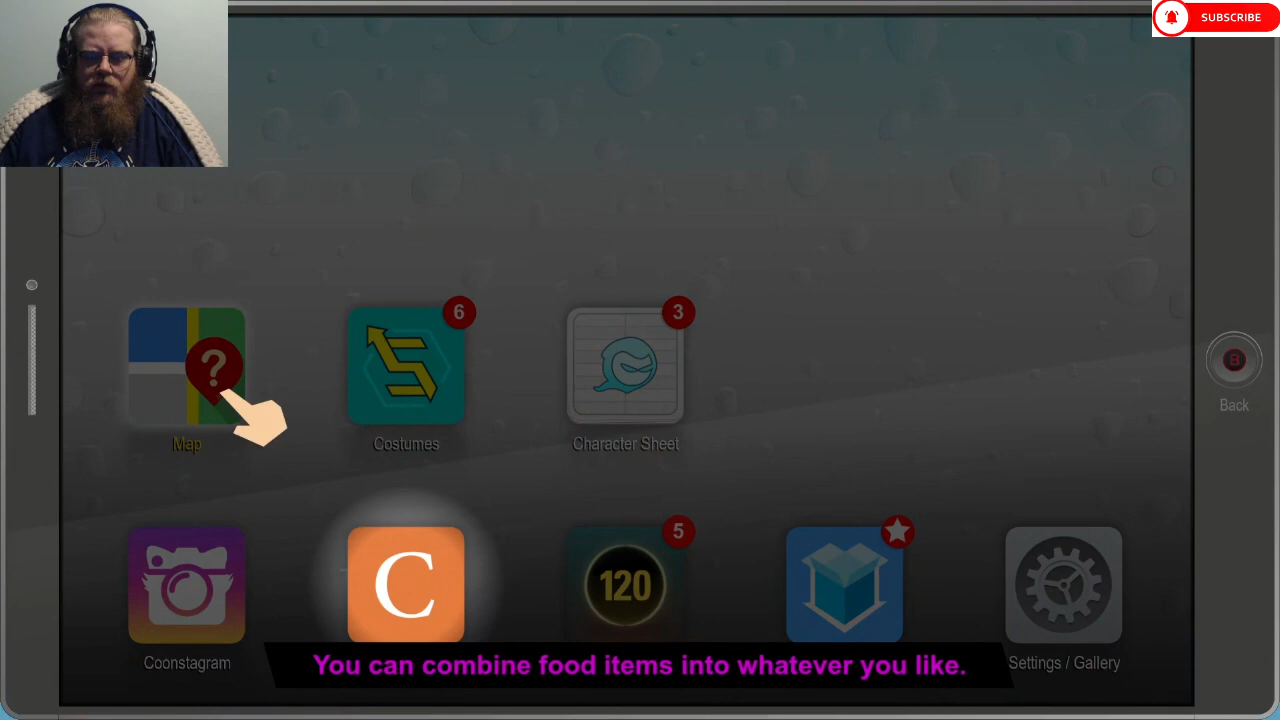 SUBSCRIBE
6
3
?
B
Back
Map
Costumes
Character Sheet
C
5
120
Coonstagram
You can combine food items into whatever you like.
Settings / Gallery